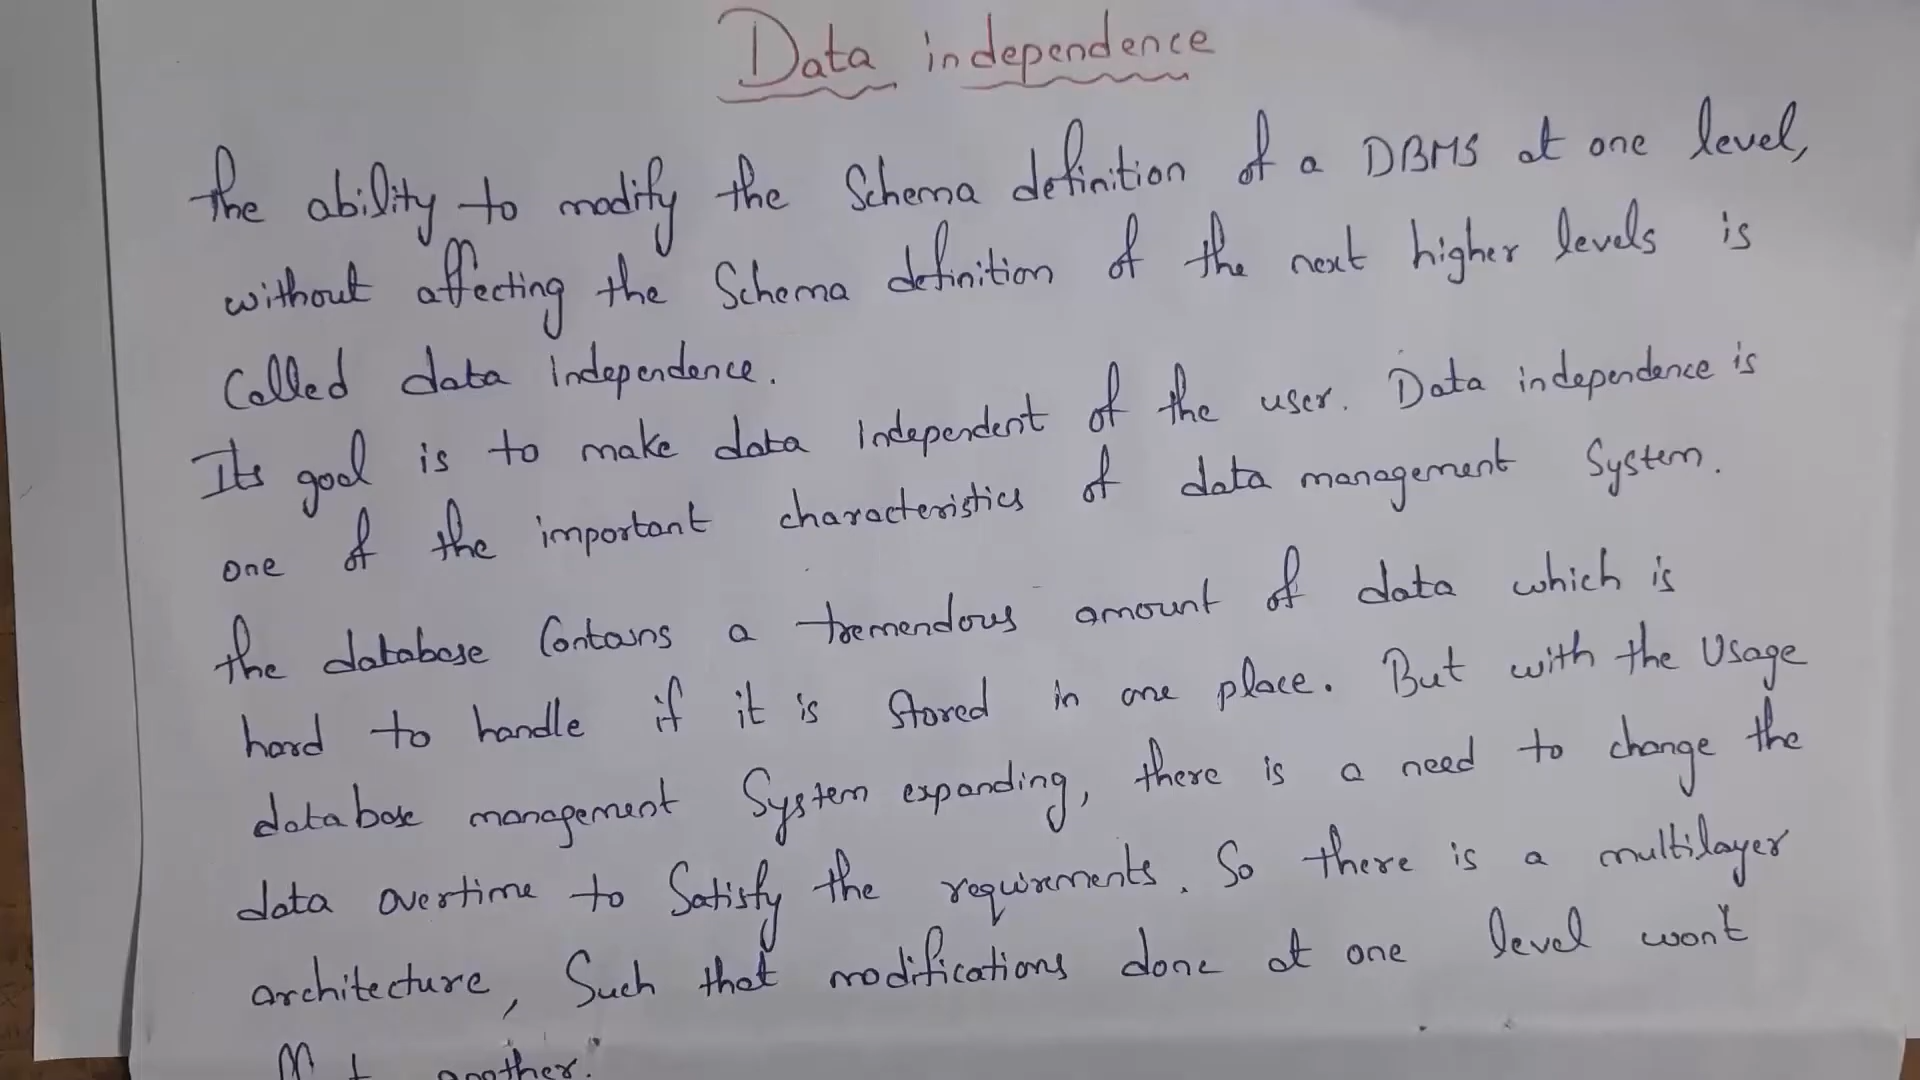 Data independence
the ability to modify the Schema definition of a DBMS at one level,
without affecting the Schema definition of the next higher levels is
Called data independence.
Its goal is to make data independent of the user. Data independence is
one of the important characteristics of data management System.
the database Contains a tremendous amount of data which is
hard to handle if it is Stored in one place. But with the Usage
database management System expanding, there is a need to change the
data overtime to Satisfy the requirements. So there is a multilayer
architecture, Such that modifications done at one level won't
another.